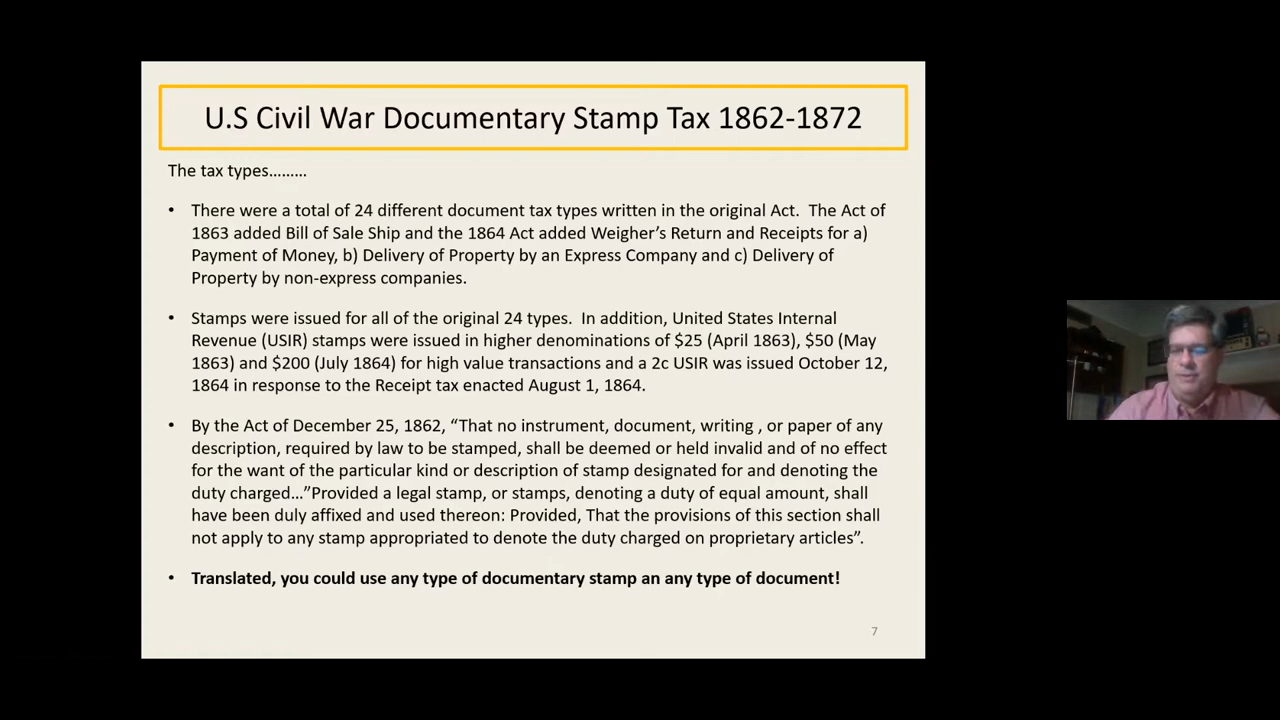 U.S Civil War Documentary Stamp Tax 1862-1872
The tax types.........
• There were a total of 24 different document tax types written in the original Act.  The Act of
1863 added Bill of Sale Ship and the 1864 Act added Weigher’s Return and Receipts for a)
Payment of Money, b) Delivery of Property by an Express Company and c) Delivery of
Property by non-express companies.
• Stamps were issued for all of the original 24 types.  In addition, United States Internal
Revenue (USIR) stamps were issued in higher denominations of $25 (April 1863), $50 (May
1863) and $200 (July 1864) for high value transactions and a 2c USIR was issued October 12,
1864 in response to the Receipt tax enacted August 1, 1864.
• By the Act of December 25, 1862, “That no instrument, document, writing , or paper of any
description, required by law to be stamped, shall be deemed or held invalid and of no effect
for the want of the particular kind or description of stamp designated for and denoting the
duty charged…”Provided a legal stamp, or stamps, denoting a duty of equal amount, shall
have been duly affixed and used thereon: Provided, That the provisions of this section shall
not apply to any stamp appropriated to denote the duty charged on proprietary articles”.
• Translated, you could use any type of documentary stamp an any type of document!
7